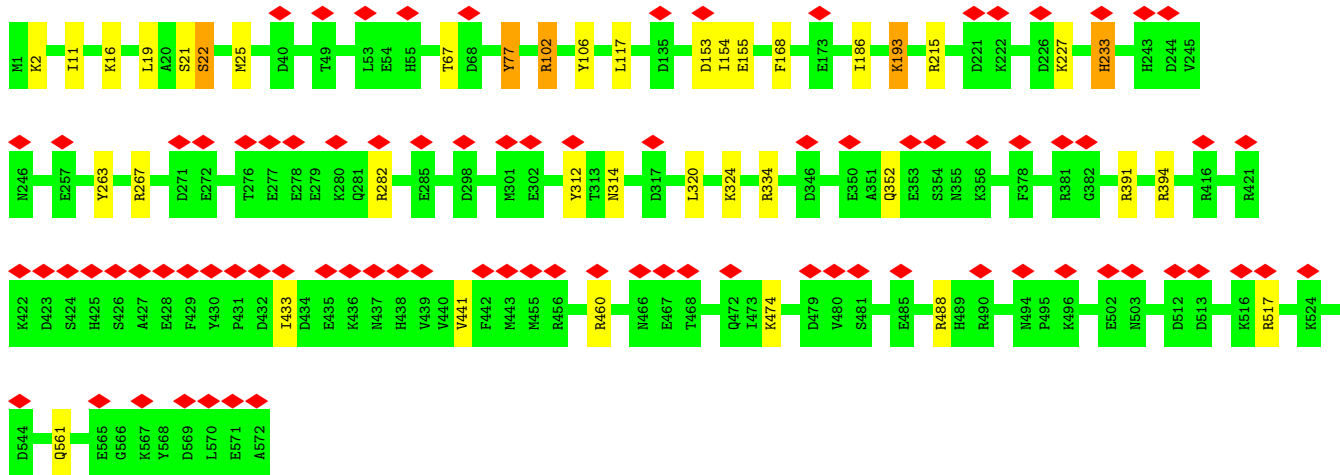 M1 K2 I11 K16 L19 A20 S21 S22 M25 D40 T49 L53 E54 H55 T67 D68 Y77 R102 Y106 L117 D135 D153 I154 E155 F168 E173 I186 K193 R215 D221 K222 D226 K227 H233 H243 D244 V245
N246 E257 Y263 R267 D271 E272 T276 E277 E278 E279 K280 Q281 R282 E285 D298 M301 E302 Y312 T313 N314 D317 L320 K324 R334 D346 E350 A351 Q352 E353 S354 N355 K356 F378 R381 G382 R391 R394 R416 R421
K422 D423 S424 H425 S426 A427 E428 F429 Y430 P431 D432 I433 D434 E435 K436 N437 H438 V439 V440 V441 F442 M443 M455 R456 R460 N466 E467 T468 Q472 I473 K474 D479 V480 S481 E485 R488 H489 R490 N494 P495 K496 E502 N503 D512 D513 K516 R517 K524
D544 Q561 E565 G566 K567 Y568 D569 L570 E571 A572